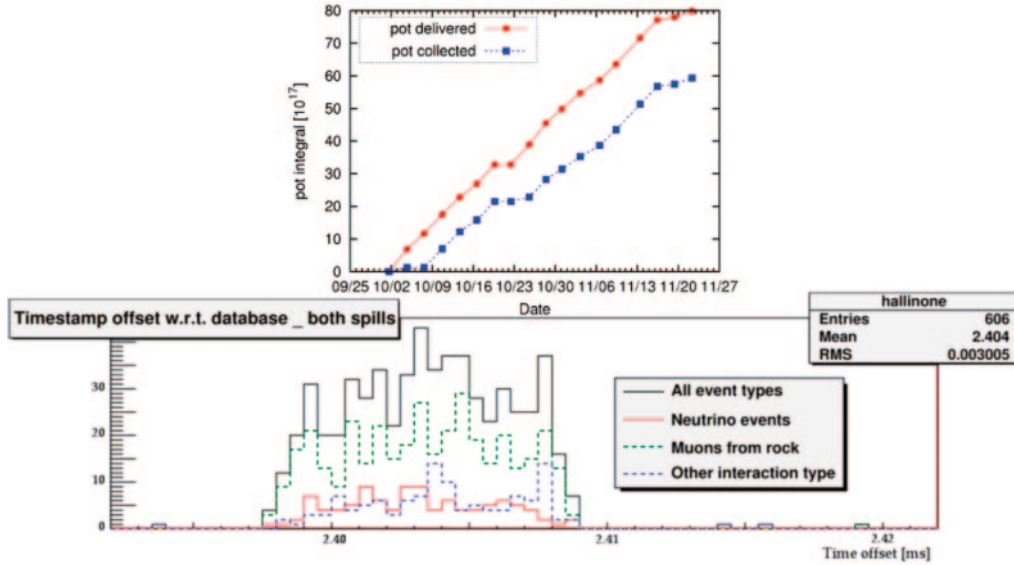 pot delivered
pot collected
pot integral [10^17]
80
70
60
50
40
30
20
10
0
09/25 10/02 10/09 10/16 10/23 10/30 11/06 11/13 11/20 11/27
Date
Timestamp offset w.r.t. database _ both spills
hallinone
Entries 606
Mean 2.404
RMS 0.003005
All event types
Neutrino events
Muons from rock
Other interaction type
30
20
10
0
2.40 2.41 2.42
Time offset [ms]